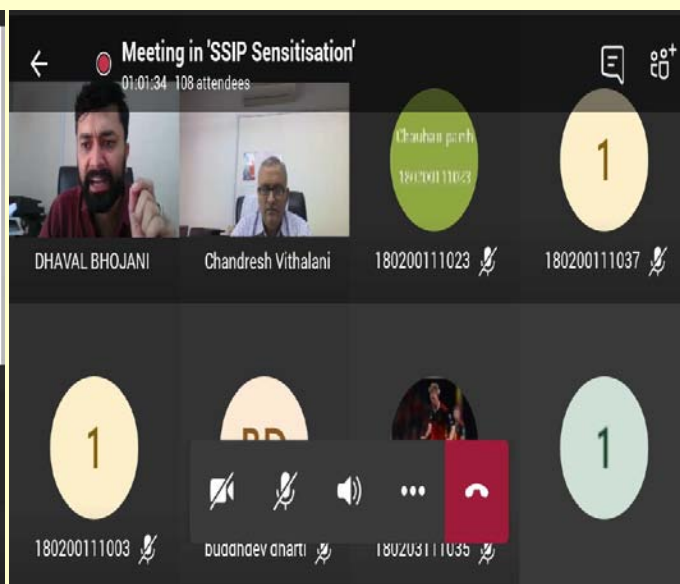 Meeting in 'SSIP Sensitisation'
01:01:34 108 attendees
Chauhan parth
180200111023
1
DHAVAL BHOJANI
Chandresh Vithalani
180200111023
180200111037
1
1
180200111003
buddhdev dharti
180203111035